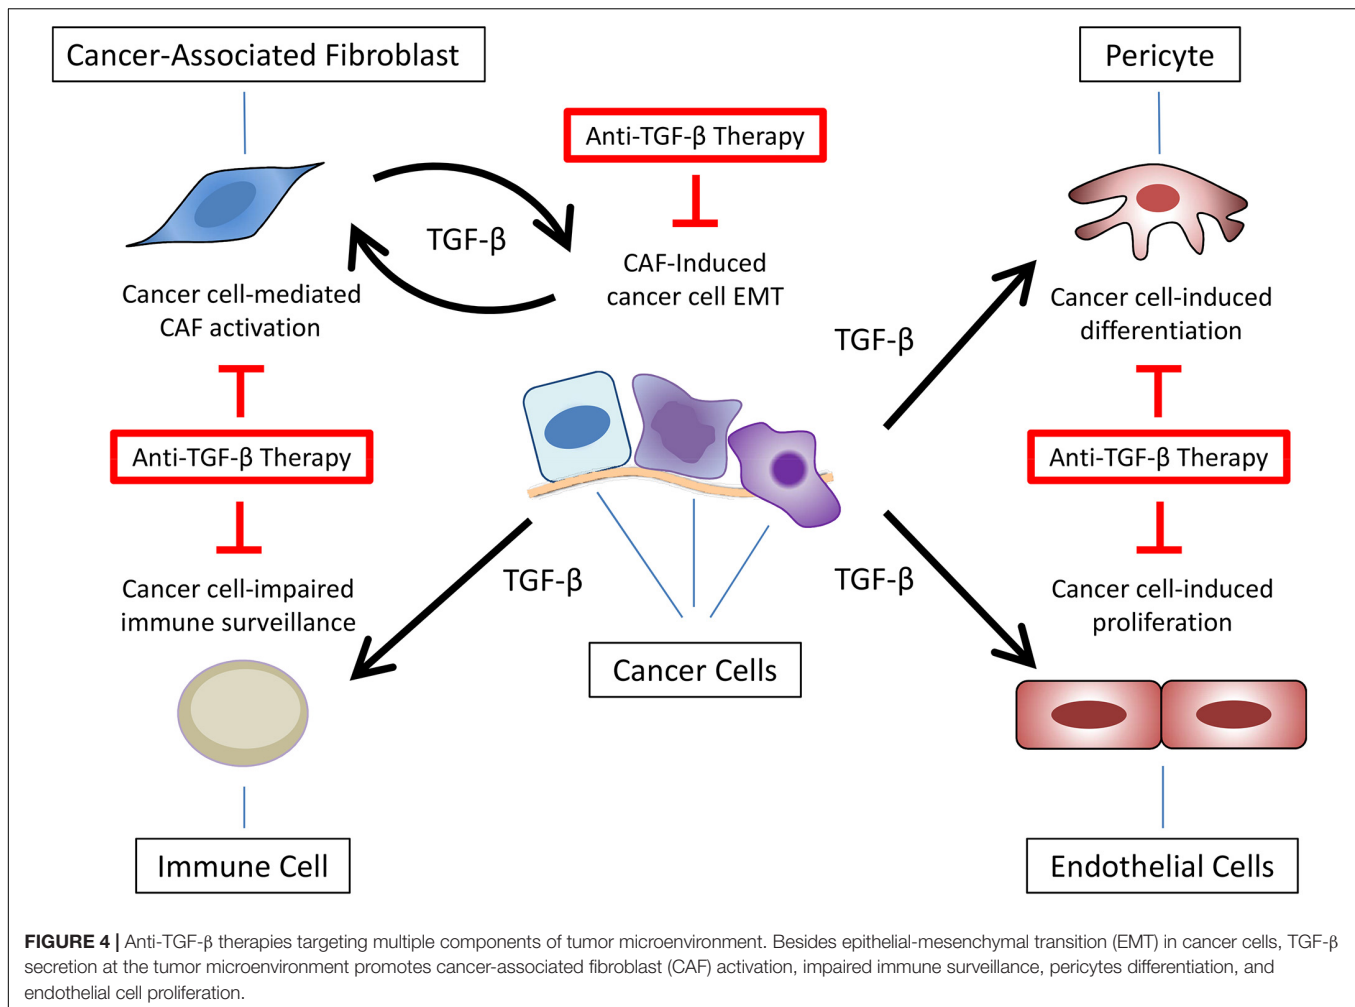 Cancer-Associated Fibroblast
Pericyte
Anti-TGF-β Therapy
TGF-β
CAF-Induced
cancer cell EMT
Cancer cell-mediated
CAF activation
Cancer cell-induced
differentiation
TGF-β
Anti-TGF-β Therapy
Anti-TGF-β Therapy
Cancer cell-impaired
immune surveillance
TGF-β
TGF-β
Cancer cell-induced
proliferation
Cancer Cells
Immune Cell
Endothelial Cells
FIGURE 4 | Anti-TGF-β therapies targeting multiple components of tumor microenvironment. Besides epithelial-mesenchymal transition (EMT) in cancer cells, TGF-β
secretion at the tumor microenvironment promotes cancer-associated fibroblast (CAF) activation, impaired immune surveillance, pericytes differentiation, and
endothelial cell proliferation.